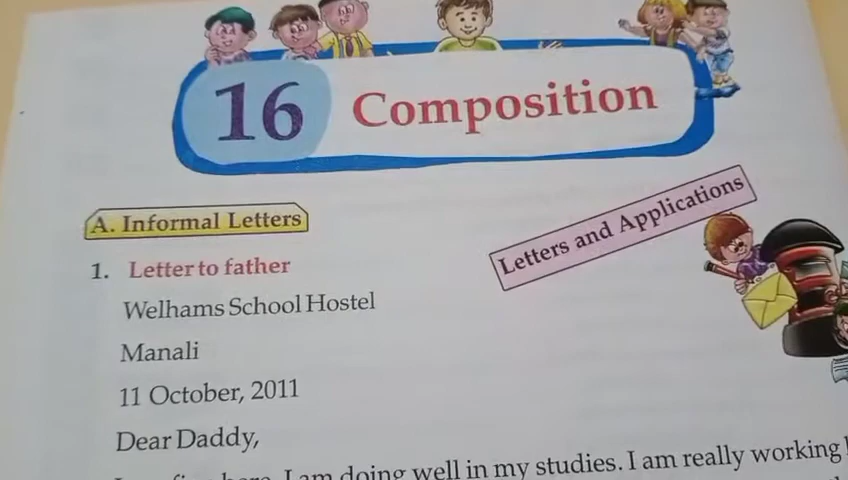 16 Composition
A. Informal Letters
Letters and Applications
1. Letter to father
Welhams School Hostel
Manali
11 October, 2011
Dear Daddy,
I am doing well in my studies. I am really working